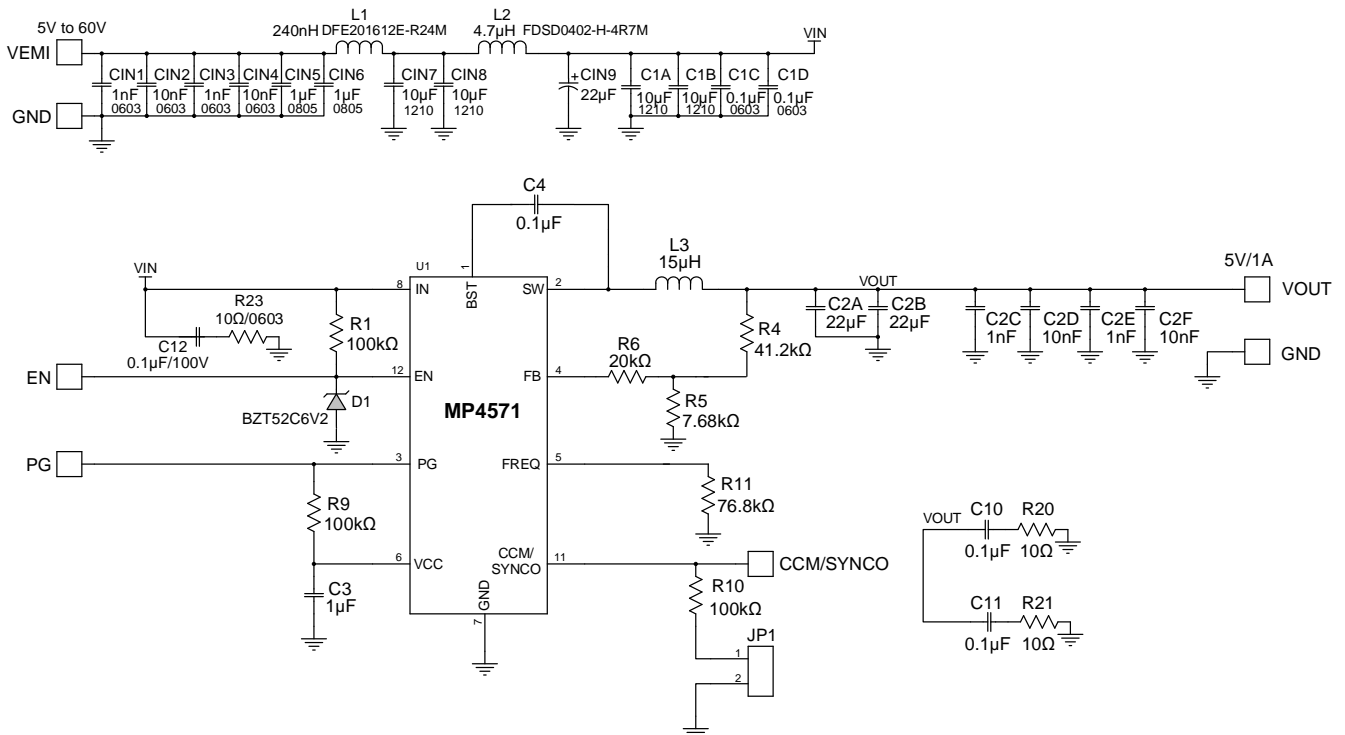 5V to 60V
VEMI
GND
L1
240nH DFE201612E-R24M
L2
4.7µH FDSD0402-H-4R7M
VIN
CIN1
1nF
0603
CIN2
10nF
0603
CIN3
1nF
0603
CIN4
10nF
0603
CIN5
1µF
0805
CIN6
1µF
0805
CIN7
10µF
1210
CIN8
10µF
1210
+
CIN9
22µF
C1A
10µF
1210
C1B
10µF
1210
C1C
0.1µF
0603
C1D
0.1µF
0603
C4
0.1µF
VIN
R23
10Ω/0603
C12
0.1µF/100V
R1
100kΩ
EN
D1
BZT52C6V2
PG
R9
100kΩ
C3
1µF
U1
MP4571
8
IN
12
EN
3
PG
6
VCC
1
BST
7
GND
SW
2
FB
4
FREQ
5
CCM/
SYNCO
11
L3
15µH
R4
41.2kΩ
R6
20kΩ
R5
7.68kΩ
R11
76.8kΩ
CCM/SYNCO
R10
100kΩ
JP1
1
2
VOUT
C2A
22µF
C2B
22µF
C2C
1nF
C2D
10nF
C2E
1nF
C2F
10nF
5V/1A
VOUT
GND
VOUT
C10
0.1µF
R20
10Ω
C11
0.1µF
R21
10Ω